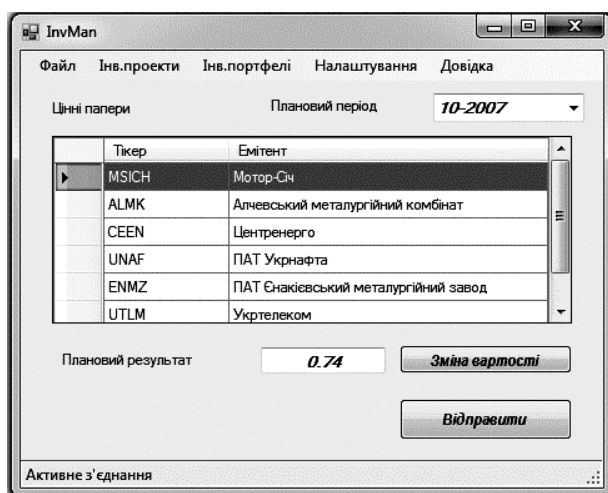 InvMan
Файл Інв.проекти Інв.портфелі Налаштування Довідка
Цінні папери Плановий період 10-2007
Тікер Емітент
MSICH Мотор-Січ
ALMK Алчевський металургійний комбінат
CEEN Центренерго
UNAF ПАТ Укрнафта
ENMZ ПАТ Єнакієвський металургійний завод
UTLM Укртелеком
Плановий результат 0.74 Зміна вартості
Відправити
Активне з'єднання